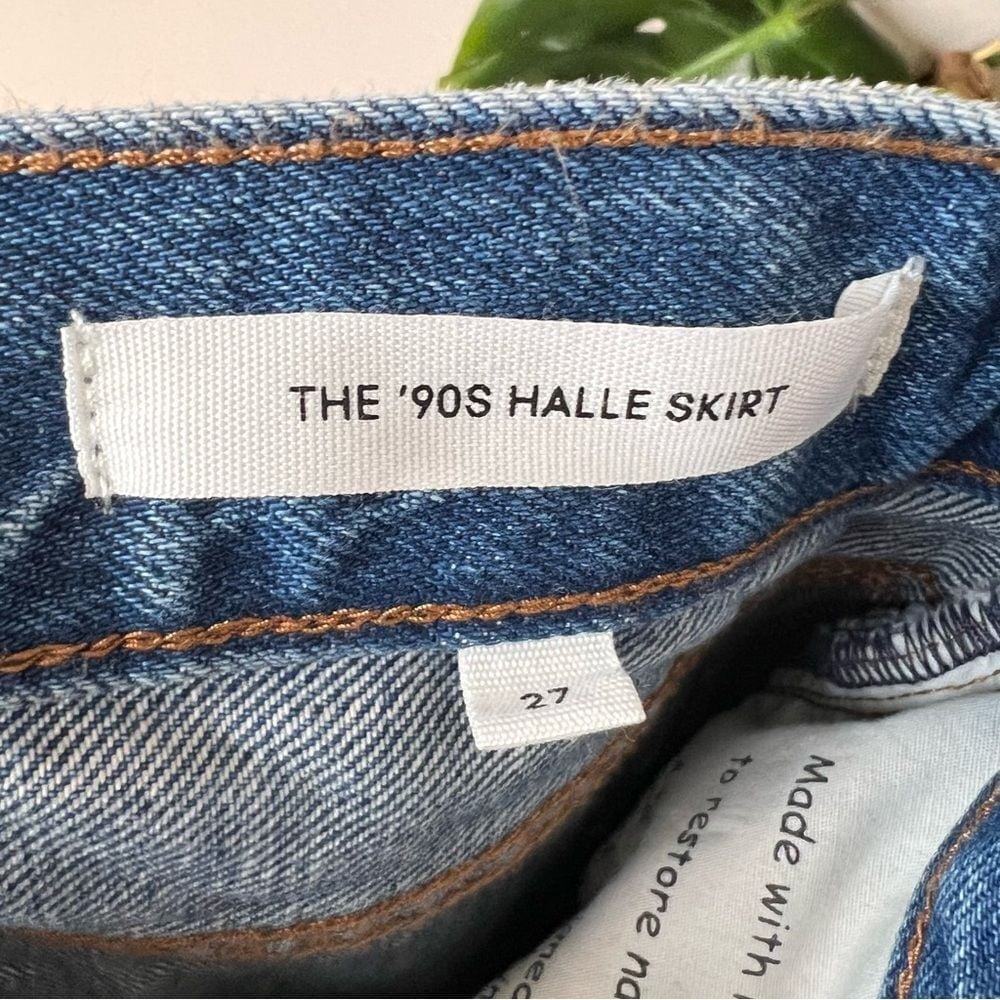 THE '90S HALLE SKIRT
27
Made with
to restore